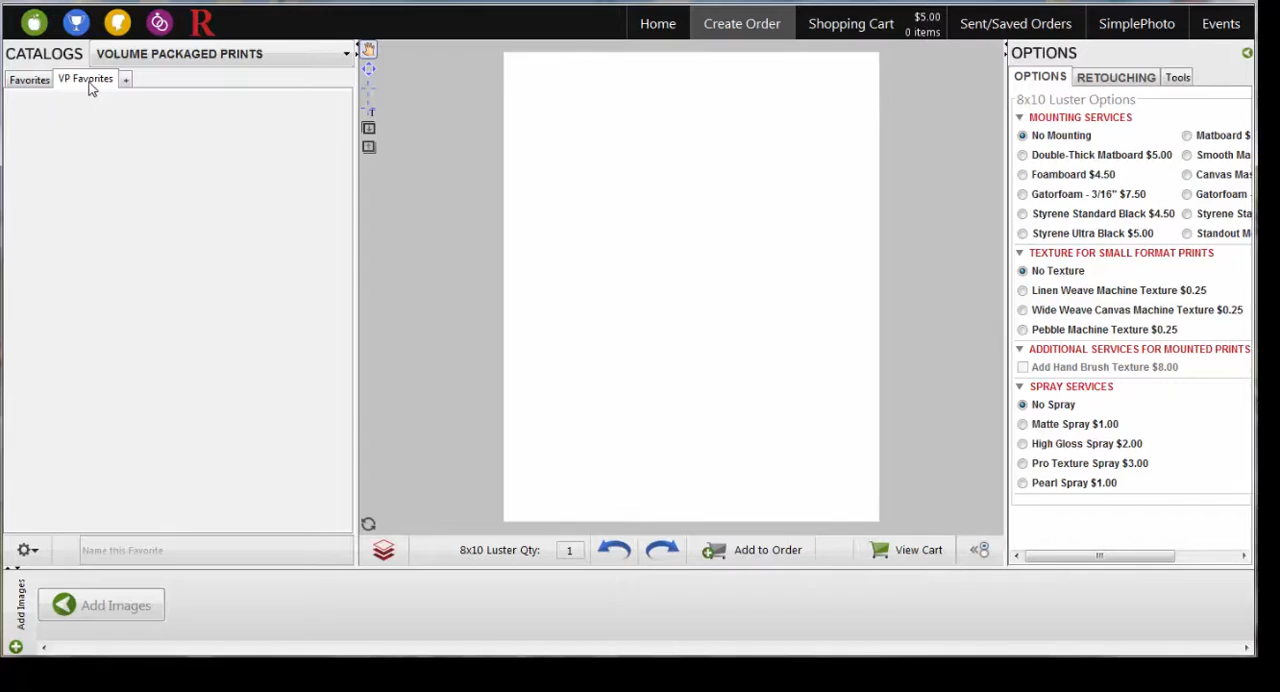 R
Home
Create Order
Shopping Cart
$5.00
0 items
Sent/Saved Orders
SimplePhoto
Events
CATALOGS
VOLUME PACKAGED PRINTS
Favorites
VP Favorites
+
OPTIONS
OPTIONS
RETOUCHING
Tools
8x10 Luster Options
MOUNTING SERVICES
No Mounting
Matboard $
Double-Thick Matboard $5.00
Smooth Ma
Foamboard $4.50
Canvas Mas
Gatorfoam - 3/16" $7.50
Gatorfoam -
Styrene Standard Black $4.50
Styrene Sta
Styrene Ultra Black $5.00
Standout M
TEXTURE FOR SMALL FORMAT PRINTS
No Texture
Linen Weave Machine Texture $0.25
Wide Weave Canvas Machine Texture $0.25
Pebble Machine Texture $0.25
ADDITIONAL SERVICES FOR MOUNTED PRINTS
Add Hand Brush Texture $8.00
SPRAY SERVICES
No Spray
Matte Spray $1.00
High Gloss Spray $2.00
Pro Texture Spray $3.00
Pearl Spray $1.00
Name this Favorite
8x10 Luster Qty:
1
Add to Order
View Cart
Add Images
Add Images